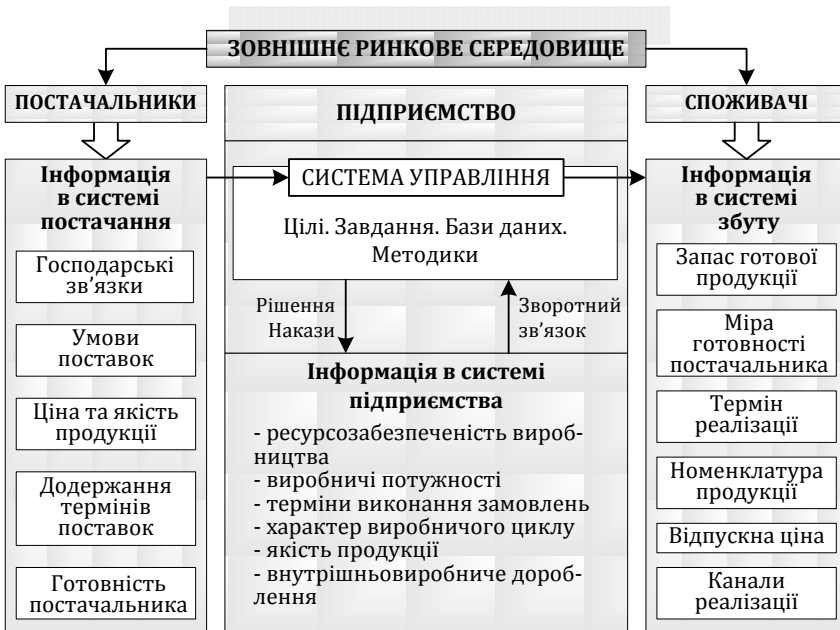 ЗОВНІШНЄ РИНКОВЕ СЕРЕДОВИЩЕ
ПОСТАЧАЛЬНИКИ
Інформація
в системі
постачання
Господарські
зв'язки
Умови
поставок
Ціна та якість
продукції
Додержання
термінів
поставок
Готовність
постачальника
ПІДПРИЄМСТВО
СИСТЕМА УПРАВЛІННЯ
Цілі. Завдання. Бази даних.
Методики
Рішення
Накази
Зворотний
зв'язок
Інформація в системі
підприємства
- ресурсозабезпеченість вироб-
ництва
- виробничі потужності
- терміни виконання замовлень
- характер виробничого циклу
- якість продукції
- внутрішньовиробниче дороб-
лення
СПОЖИВАЧІ
Інформація
в системі
збуту
Запас готової
продукції
Міра
готовності
постачальника
Термін
реалізації
Номенклатура
продукції
Відпускна ціна
Канали
реалізації